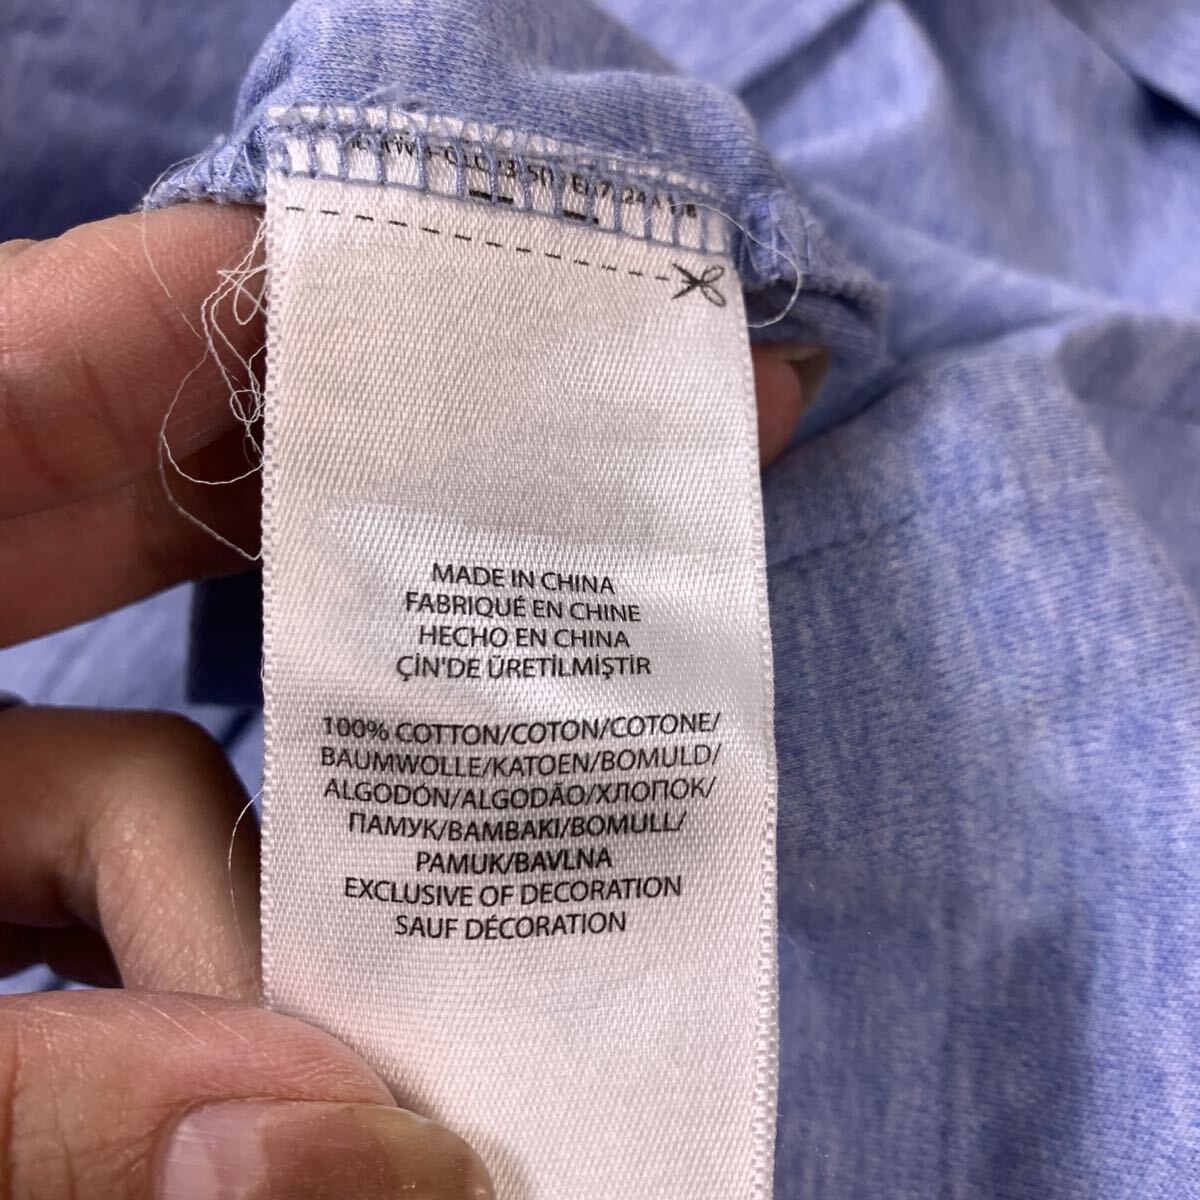 MADE IN CHINA
FABRIQUÉ EN CHINE
HECHO EN CHINA
ÇİN'DE ÜRETİLMİŞTİR
100% COTTON/COTON/COTONE/
BAUMWOLLE/KATOEN/BOMULD/
ALGODÓN/ALGODÃO/ХЛОПОК/
ПАМУК/BAMBAKI/BOMULL/
PAMUK/BAVLNA
EXCLUSIVE OF DECORATION
SAUF DÉCORATION